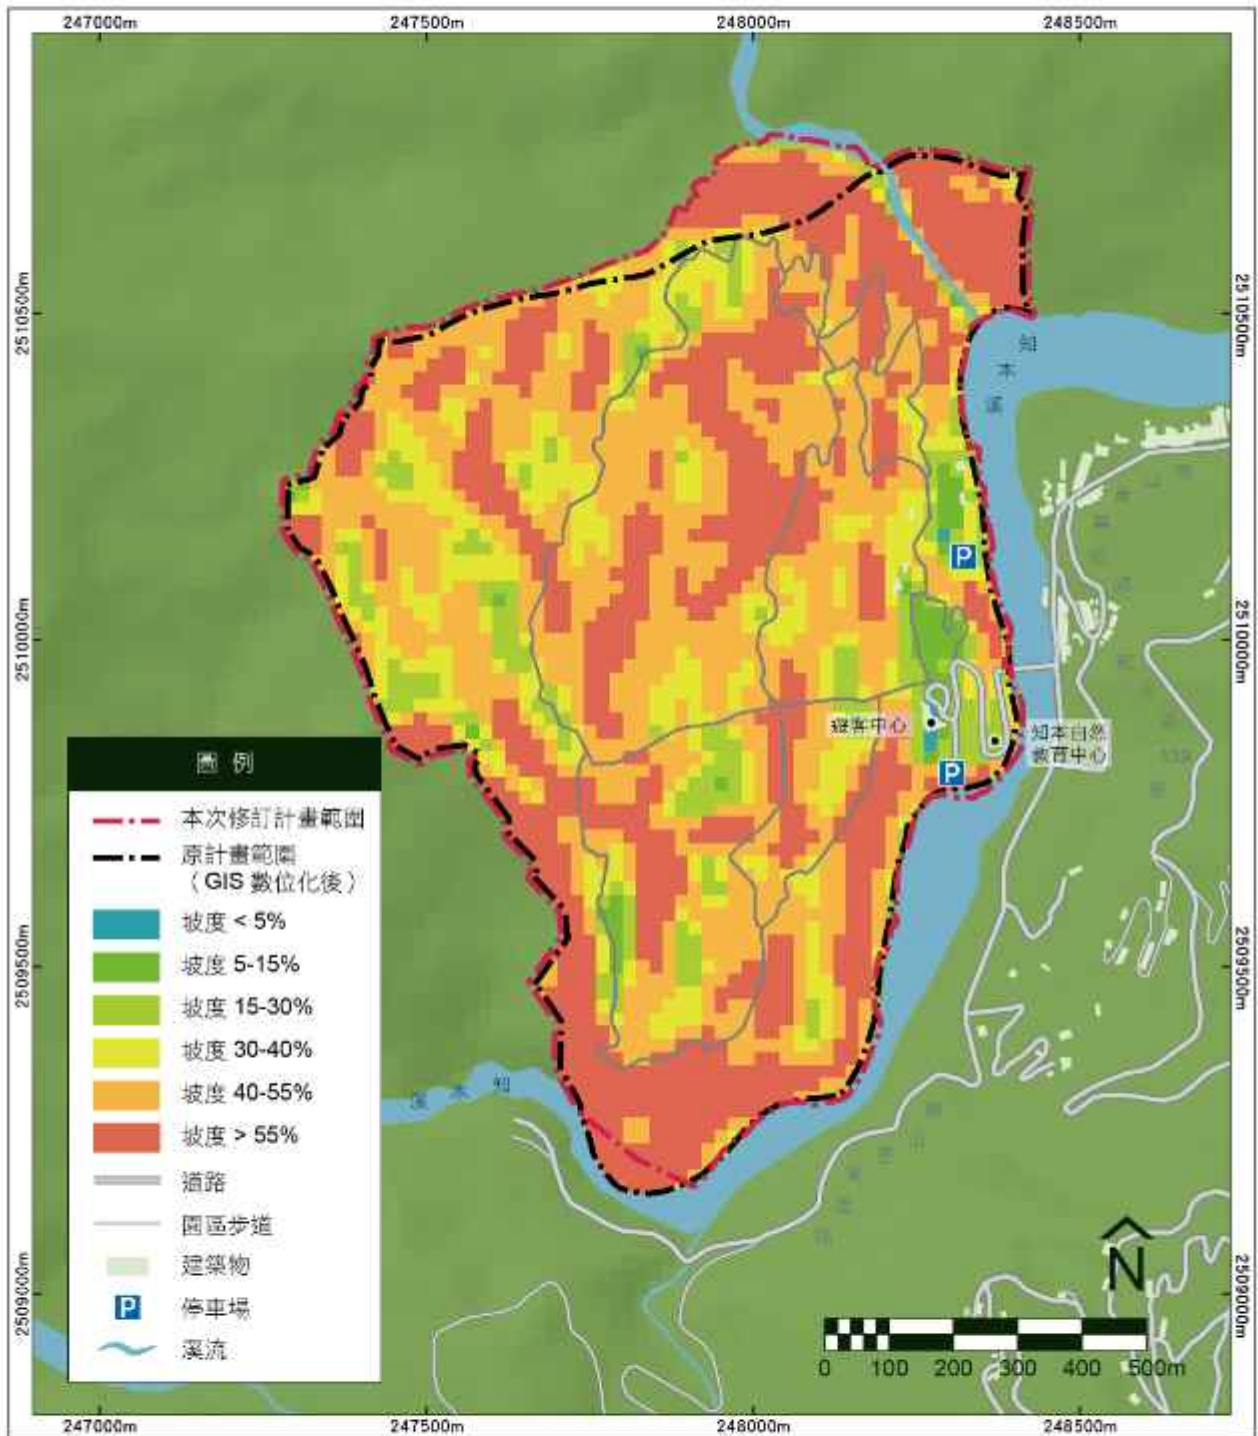 247000m
247500m
248000m
248500m
2510500m
2510000m
2509500m
2509000m
2510500m
2510000m
2509500m
2509000m
知
本
溪
P
遊客中心
知本自然
教育中心
P
溪 本 知
圖 例
本次修訂計畫範圍
原計畫範圍
(GIS 數位化後)
坡度 < 5%
坡度 5-15%
坡度 15-30%
坡度 30-40%
坡度 40-55%
坡度 > 55%
道路
園區步道
建築物
P 停車場
溪流
N
0 100 200 300 400 500m
247000m
247500m
248000m
248500m